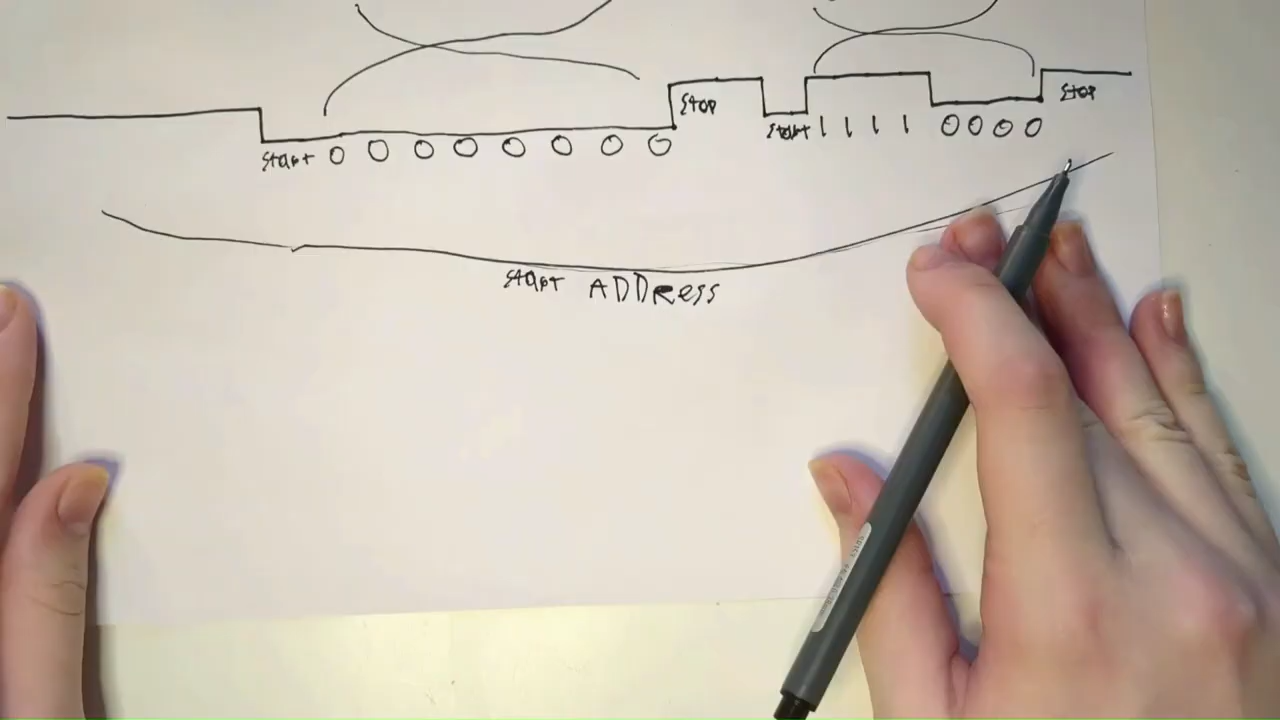 Stop Stop
Start 1 1 1 1 0 0 0 0
Start 0 0 0 0 0 0 0 0
Start ADDRess